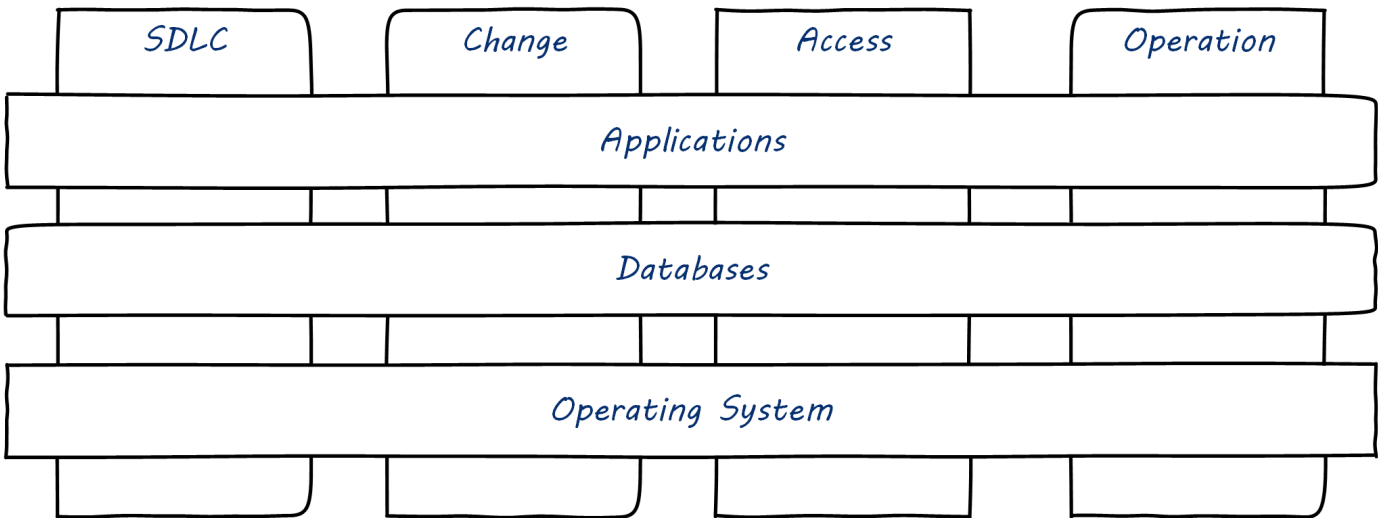 SDLC
Change
Access
Operation
Applications
Databases
Operating System